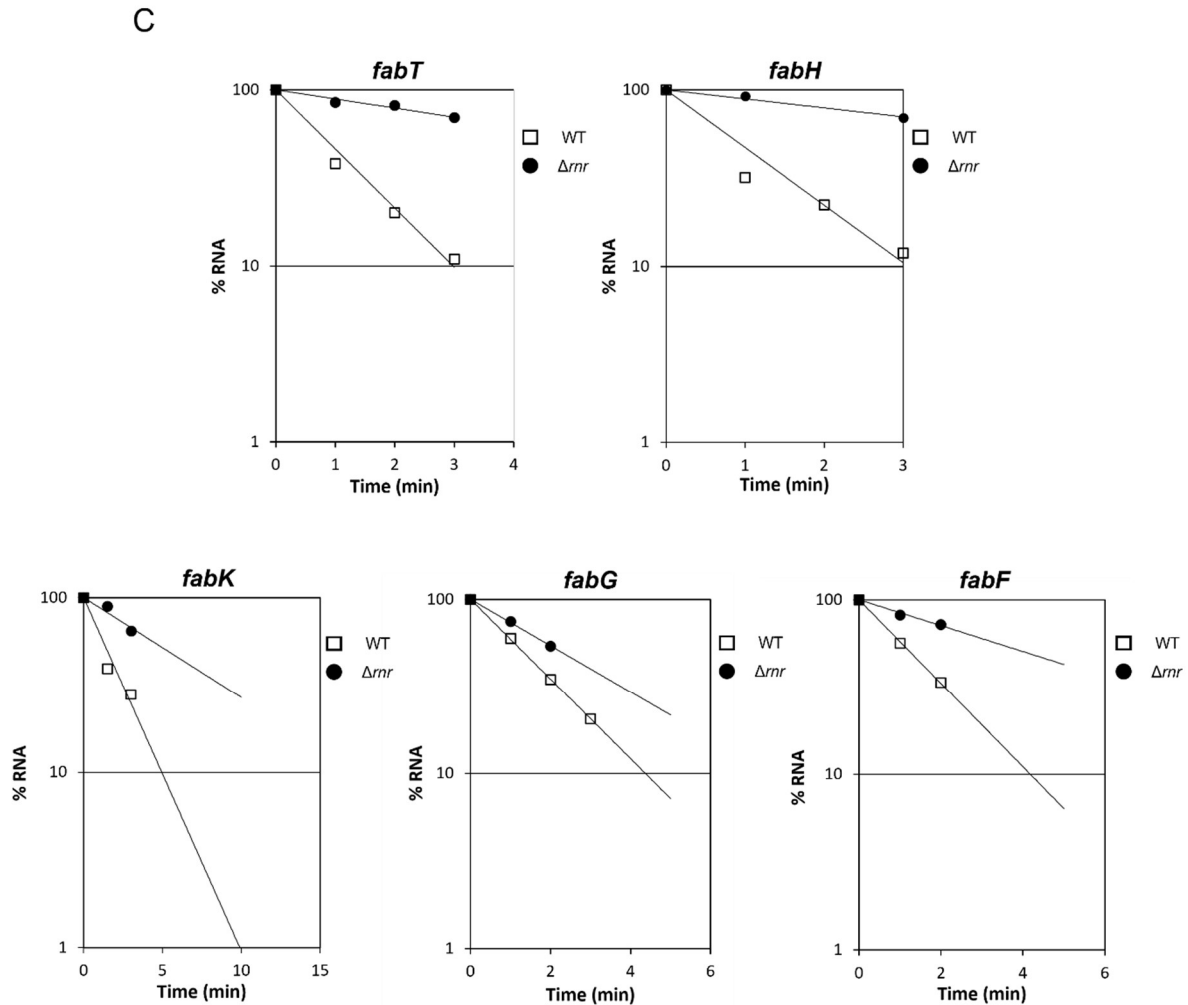 C
fabT
fabH
100
10
1
% RNA
0 1 2 3 4
Time (min)
WT
Δrnr
100
10
1
% RNA
0 1 2 3
Time (min)
WT
Δrnr
fabK
fabG
fabF
100
10
1
% RNA
0 5 10 15
Time (min)
WT
Δrnr
100
10
1
% RNA
0 2 4 6
Time (min)
WT
Δrnr
100
10
1
% RNA
0 2 4 6
Time (min)
WT
Δrnr